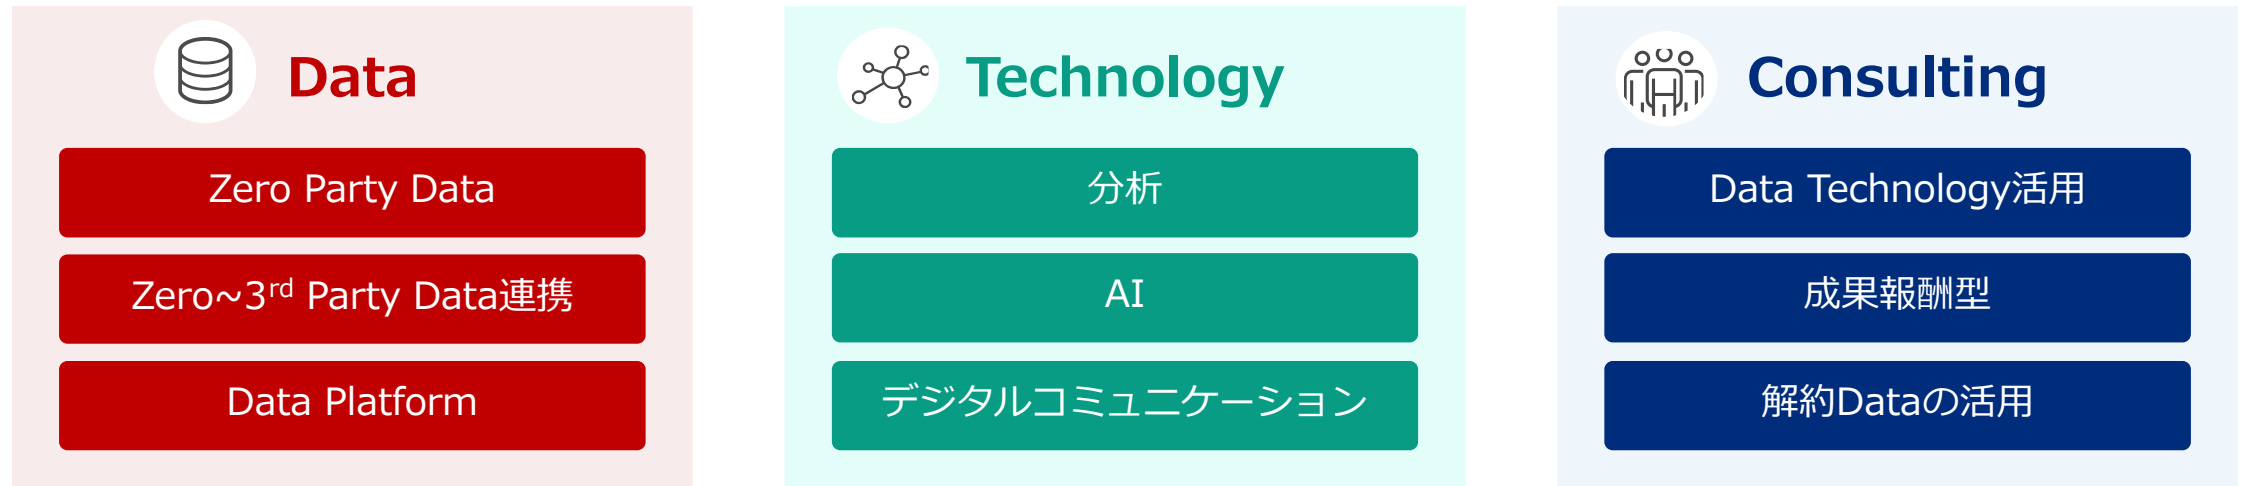 Data
Zero Party Data
Zero~3rd Party Data連携
Data Platform
Technology
分析
AI
デジタルコミュニケーション
Consulting
Data Technology活用
成果報酬型
解約Dataの活用